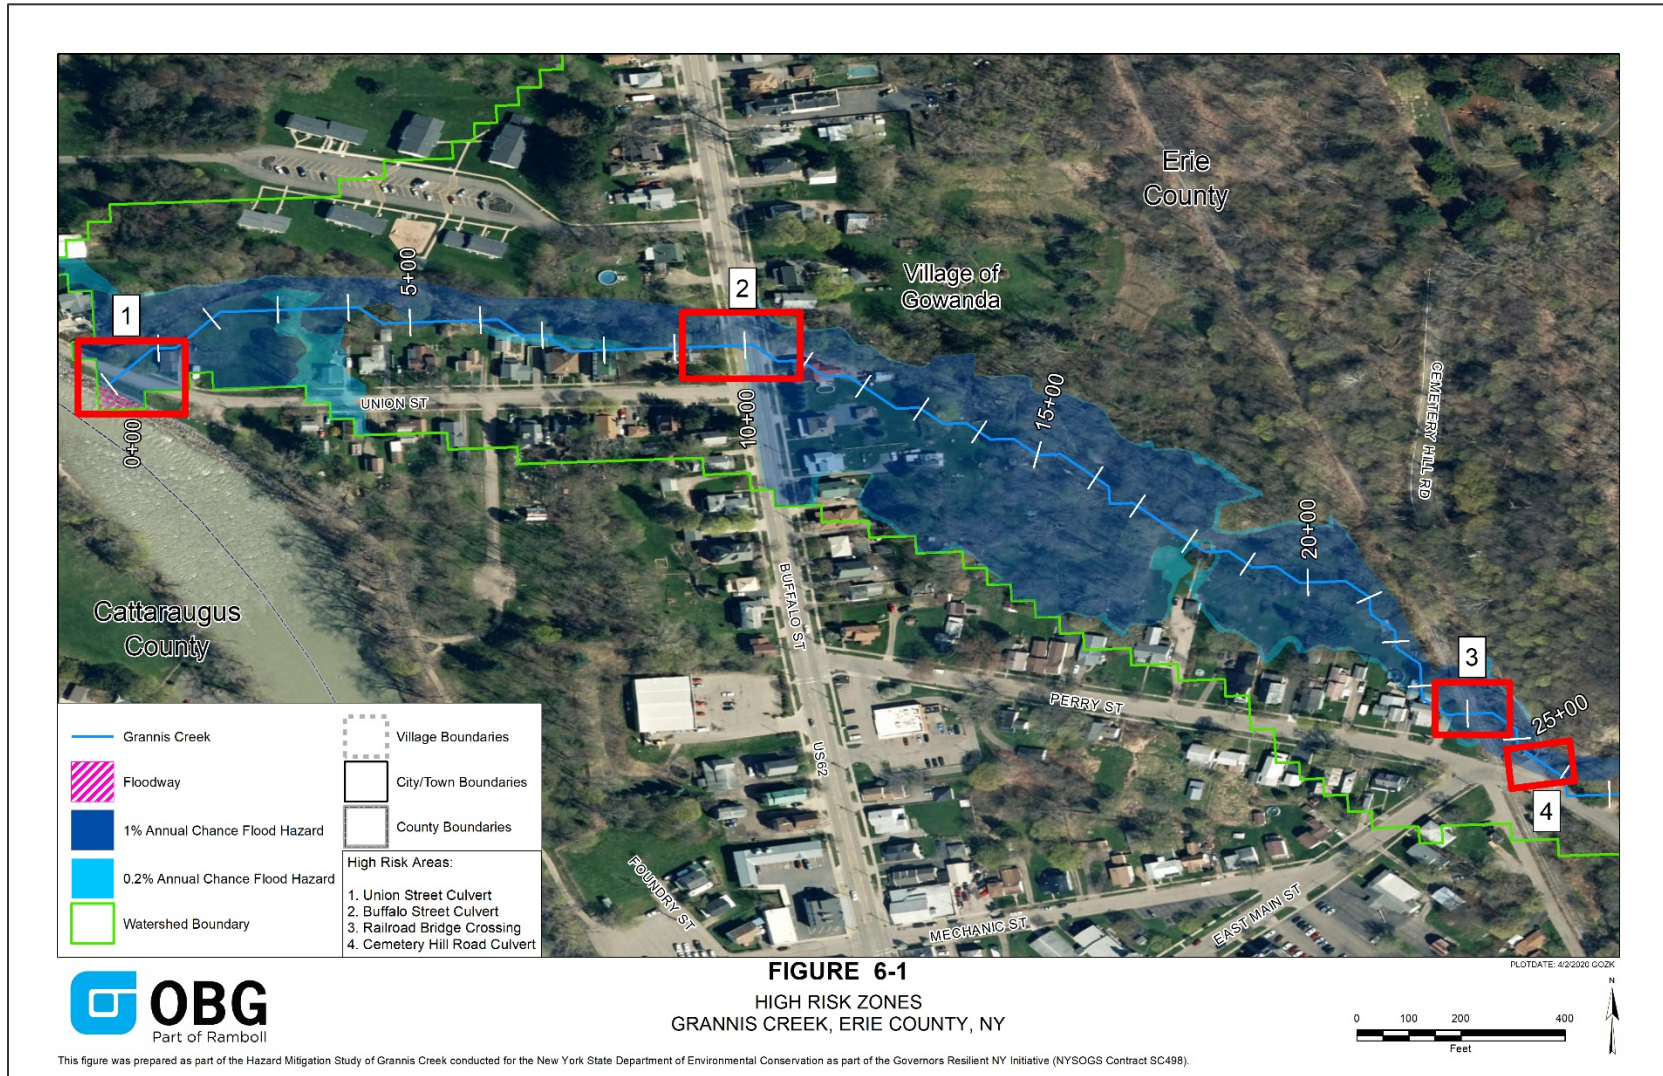 Erie
County
Village of
Gowanda
5+00
1
2
15+00
CEMETERY HILL RD
UNION ST
10+00
0+00
20+00
BUFFALO ST
Cattaraugus
County
3
PERRY ST
25+00
US62
4
FOUNDRY ST
MECHANIC ST
EAST MAIN ST
Grannis Creek
Floodway
1% Annual Chance Flood Hazard
0.2% Annual Chance Flood Hazard
Watershed Boundary
Village Boundaries
City/Town Boundaries
County Boundaries
High Risk Areas:
1. Union Street Culvert
2. Buffalo Street Culvert
3. Railroad Bridge Crossing
4. Cemetery Hill Road Culvert
PLOTDATE: 4/2/2020 GOZK
OBG
Part of Ramboll
FIGURE 6-1
HIGH RISK ZONES
GRANNIS CREEK, ERIE COUNTY, NY
N
0 100 200 400
Feet
This figure was prepared as part of the Hazard Mitigation Study of Grannis Creek conducted for the New York State Department of Environmental Conservation as part of the Governors Resilient NY Initiative (NYSOGS Contract SC498).